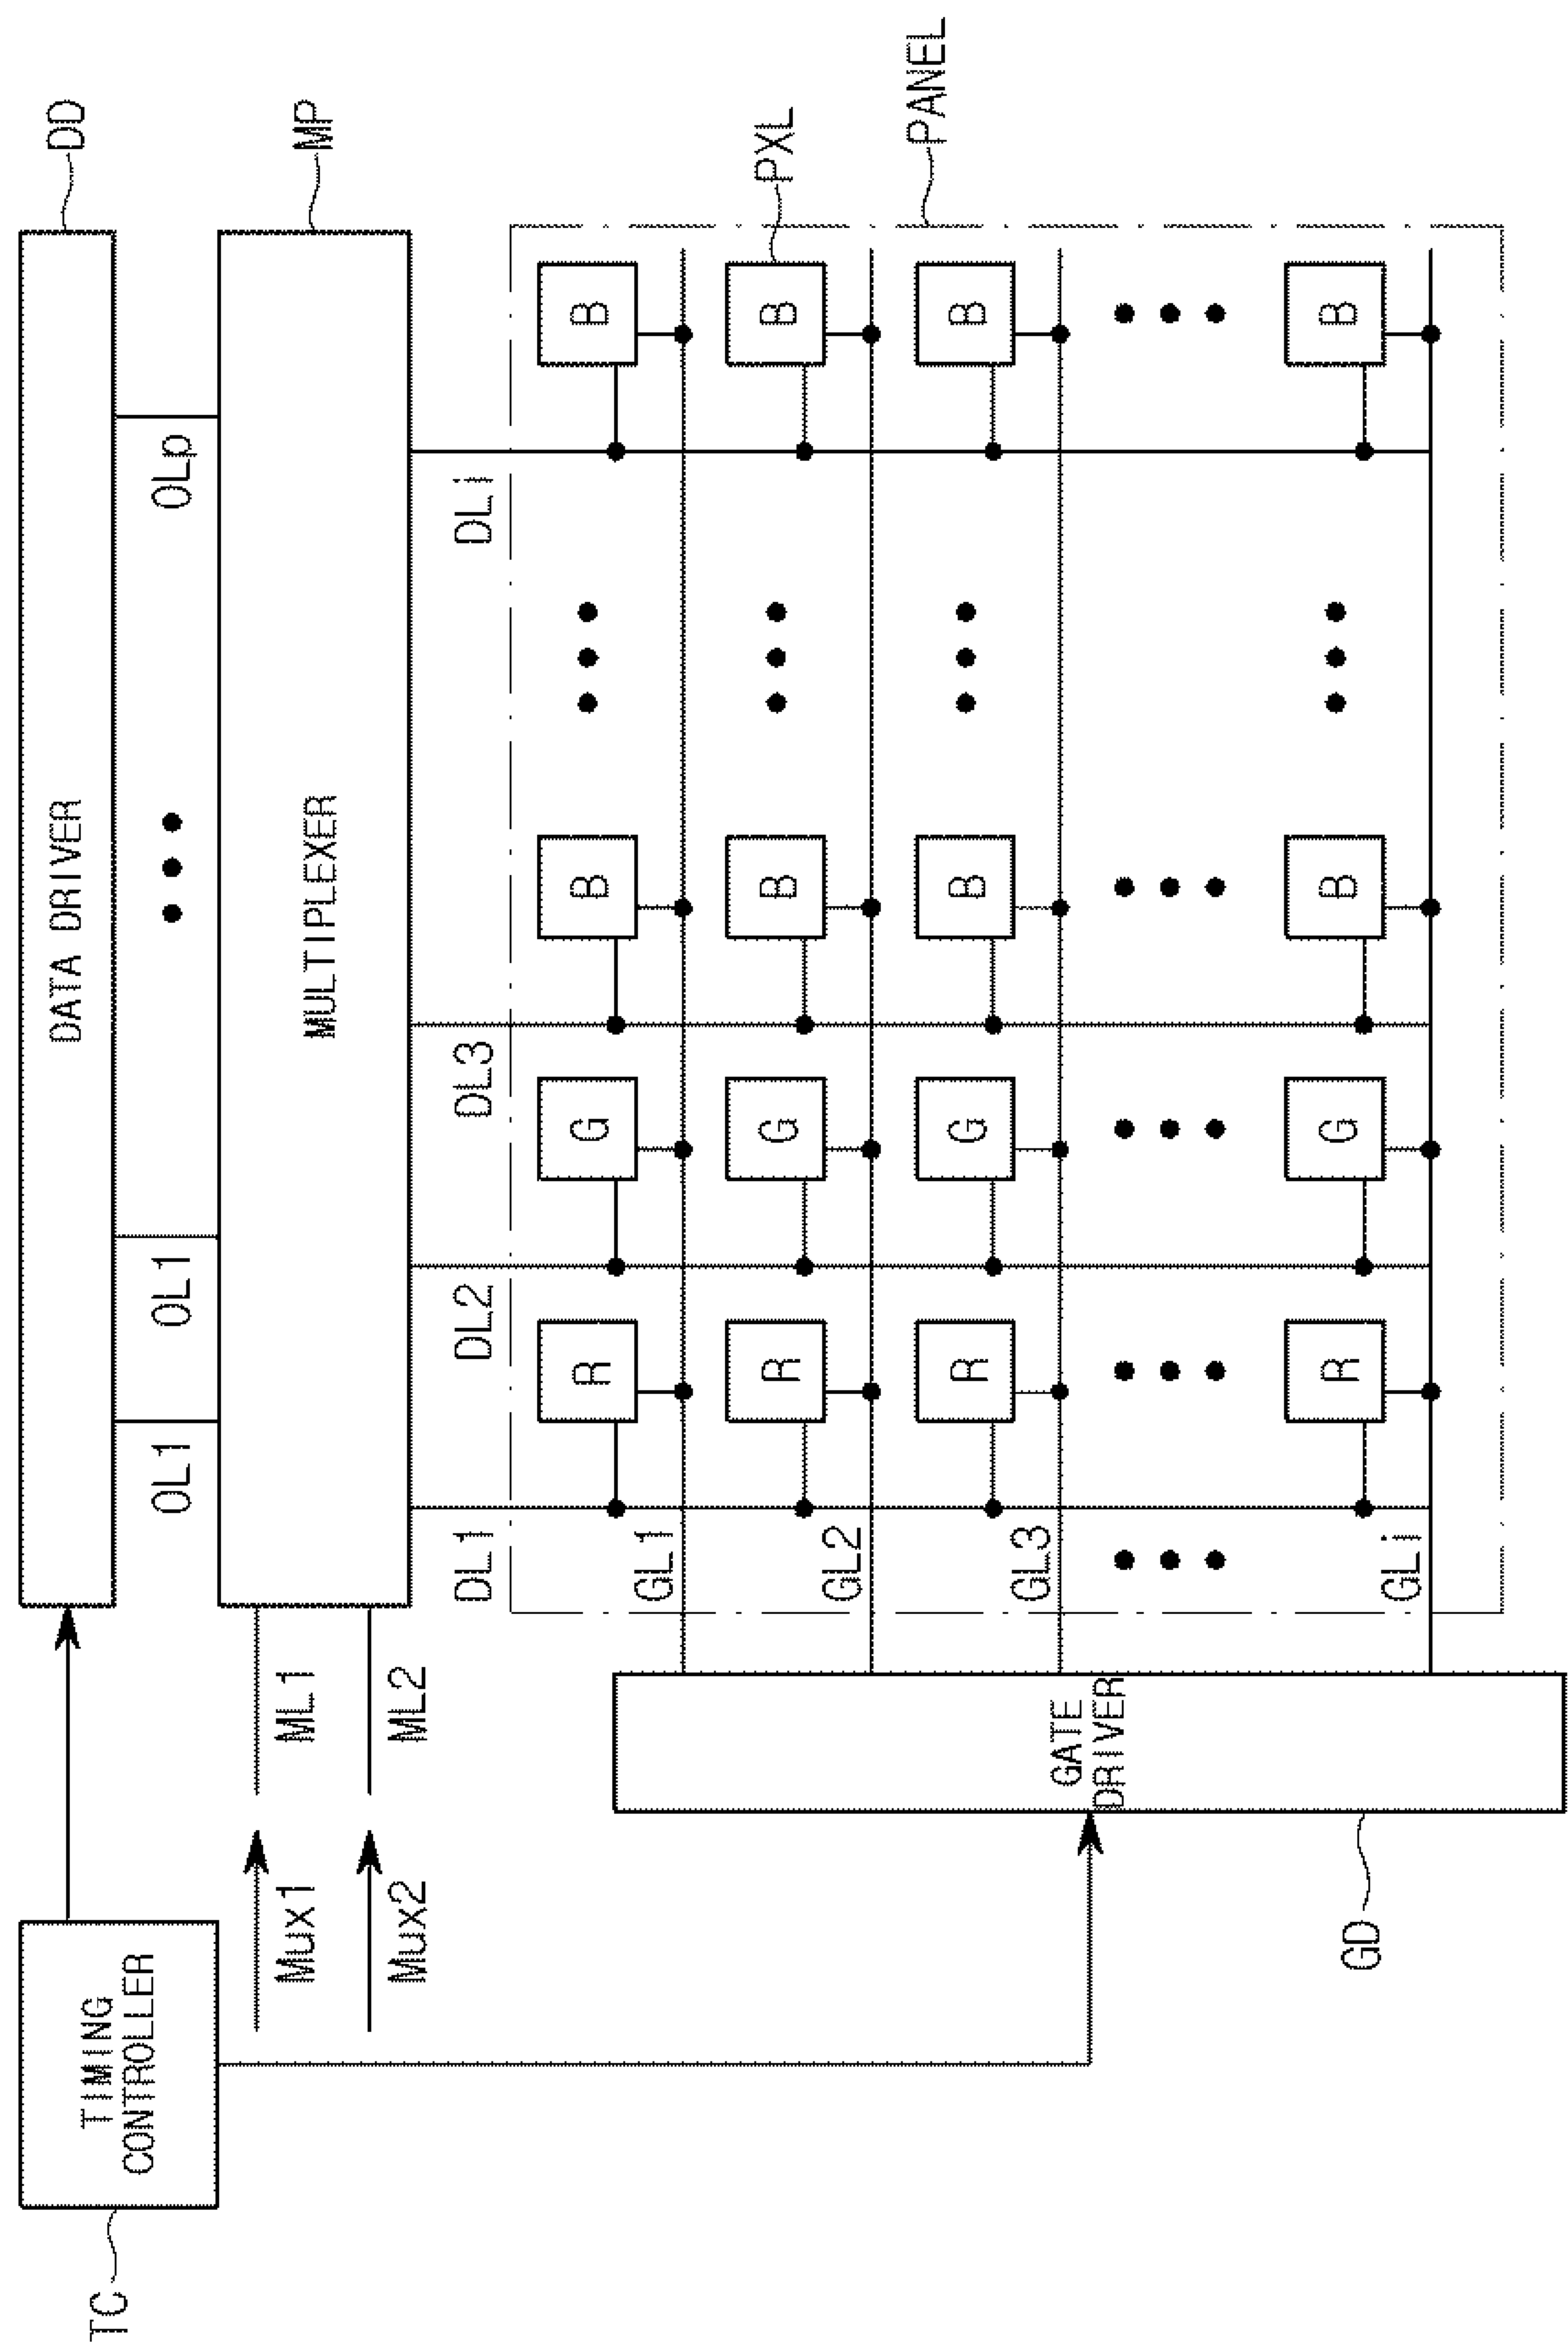 TC
TIMING
CONTROLLER
DATA DRIVER
DD
OL1
OL1
OLp
MULTIPLEXER
MP
Mux1
ML1
Mux2
ML2
DL1
DL2
DL3
DLi
PANEL
R
G
B
B
GL1
PXL
R
G
B
B
GL2
R
G
B
B
GL3
R
G
B
B
GLi
GATE
DRIVER
GD